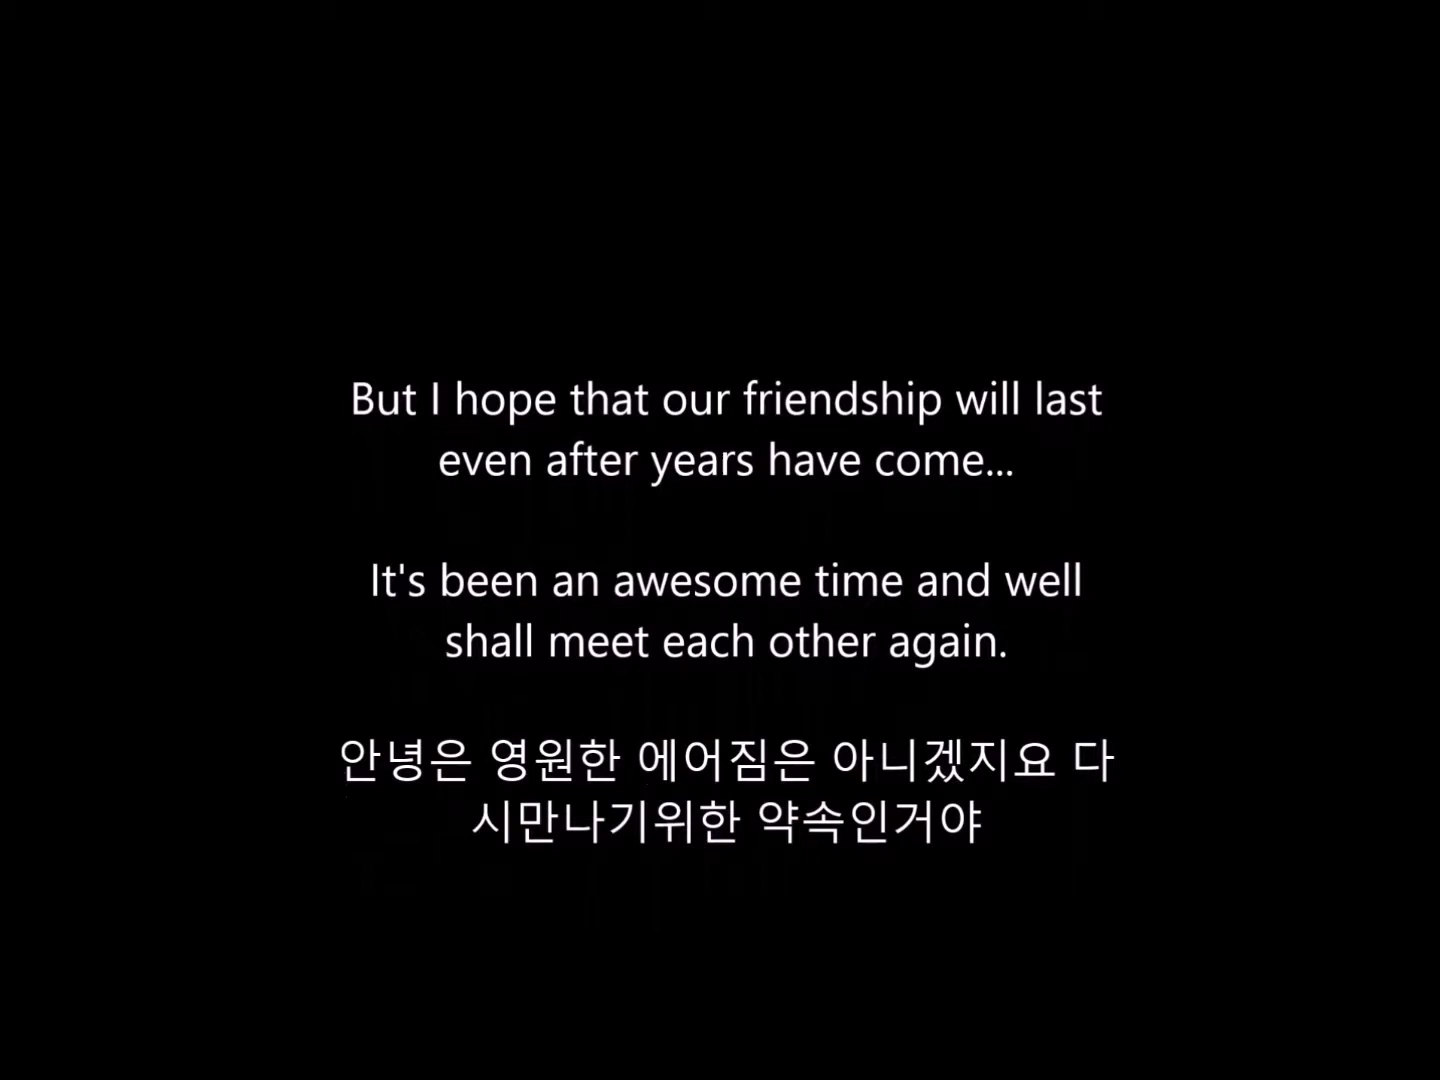 But I hope that our friendship will last
even after years have come...
It's been an awesome time and well
shall meet each other again.
안녕은 영원한 에어짐은 아니겠지요 다
시만나기위한 약속인거야